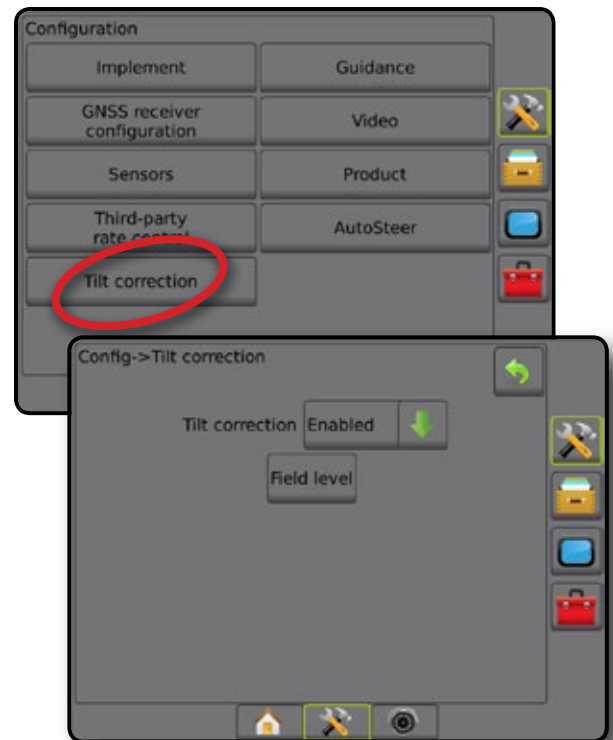 Configuration
Implement
Guidance
GNSS receiver
configuration
Video
Sensors
Product
Third-party
rate control
AutoSteer
Tilt correction
Config->Tilt correction
Tilt correction Enabled
Field level